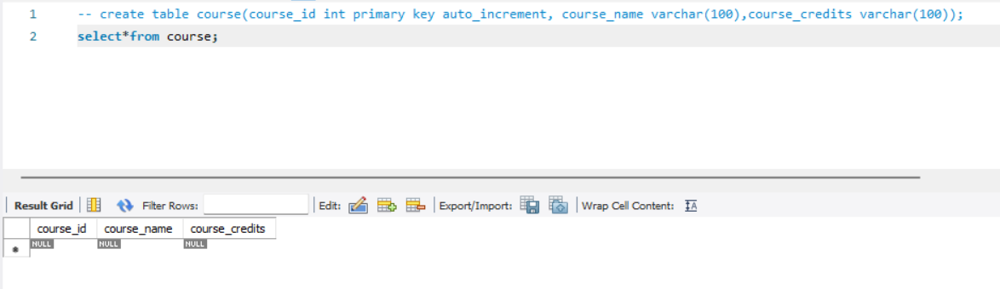 1 -- create table course(course_id int primary key auto_increment, course_name varchar(100),course_credits varchar(100));
2 select*from course;
Result Grid Filter Rows: Edit: Export/Import: Wrap Cell Content: IA
course_id course_name course_credits
NULL NULL NULL